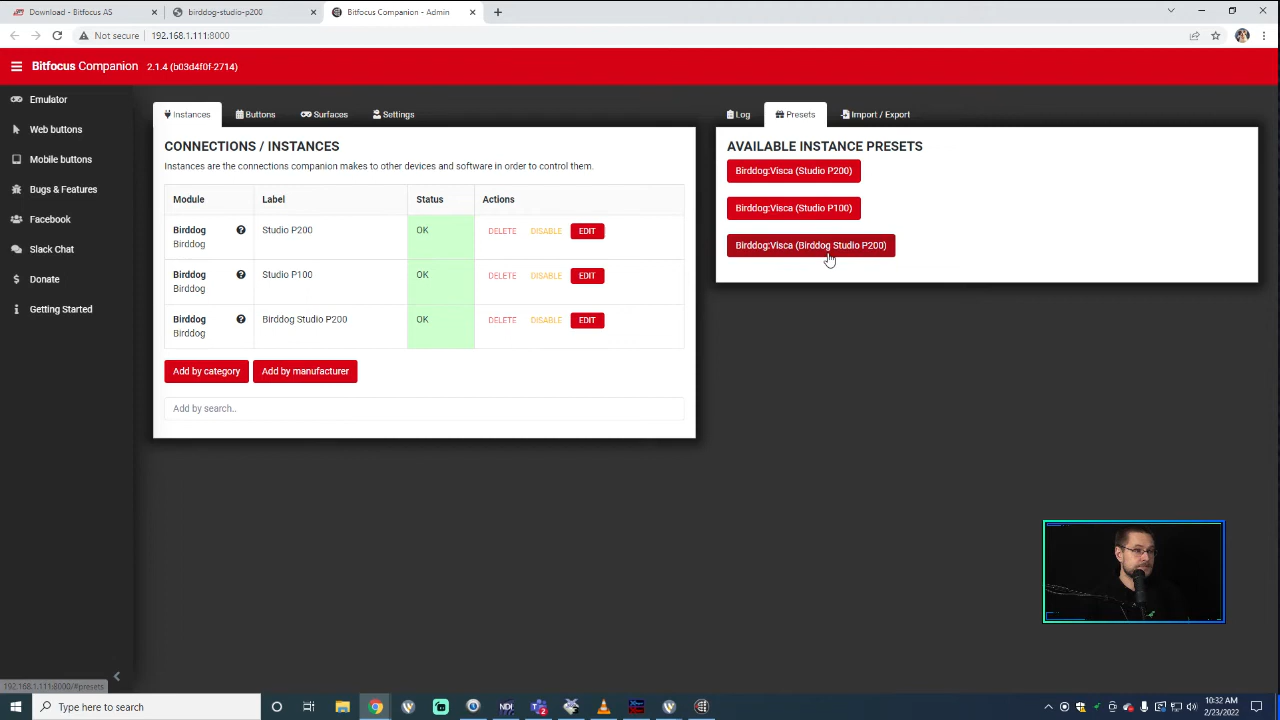 Download - Bitfocus AS
birddog-studio-p200
Bitfocus Companion - Admin
Not secure
192.168.1.111:8000
Bitfocus Companion 2.1.4 (b03d4f0f-2714)
Emulator
Web buttons
Mobile buttons
Bugs & Features
Facebook
Slack Chat
Donate
Getting Started
Instances
Buttons
Surfaces
Settings
CONNECTIONS / INSTANCES
Instances are the connections companion makes to other devices and software in order to control them.
Module Label Status Actions
Birddog Studio P200 OK DELETE DISABLE EDIT
Birddog
Birddog Studio P100 OK DELETE DISABLE EDIT
Birddog
Birddog Birddog Studio P200 OK DELETE DISABLE EDIT
Birddog
Add by category
Add by manufacturer
Add by search..
Log
Presets
Import / Export
AVAILABLE INSTANCE PRESETS
Birddog:Visca (Studio P200)
Birddog:Visca (Studio P100)
Birddog:Visca (Birddog Studio P200)
192.168.1.111:8000/#presets
Type here to search
10:32 AM
2/23/2022